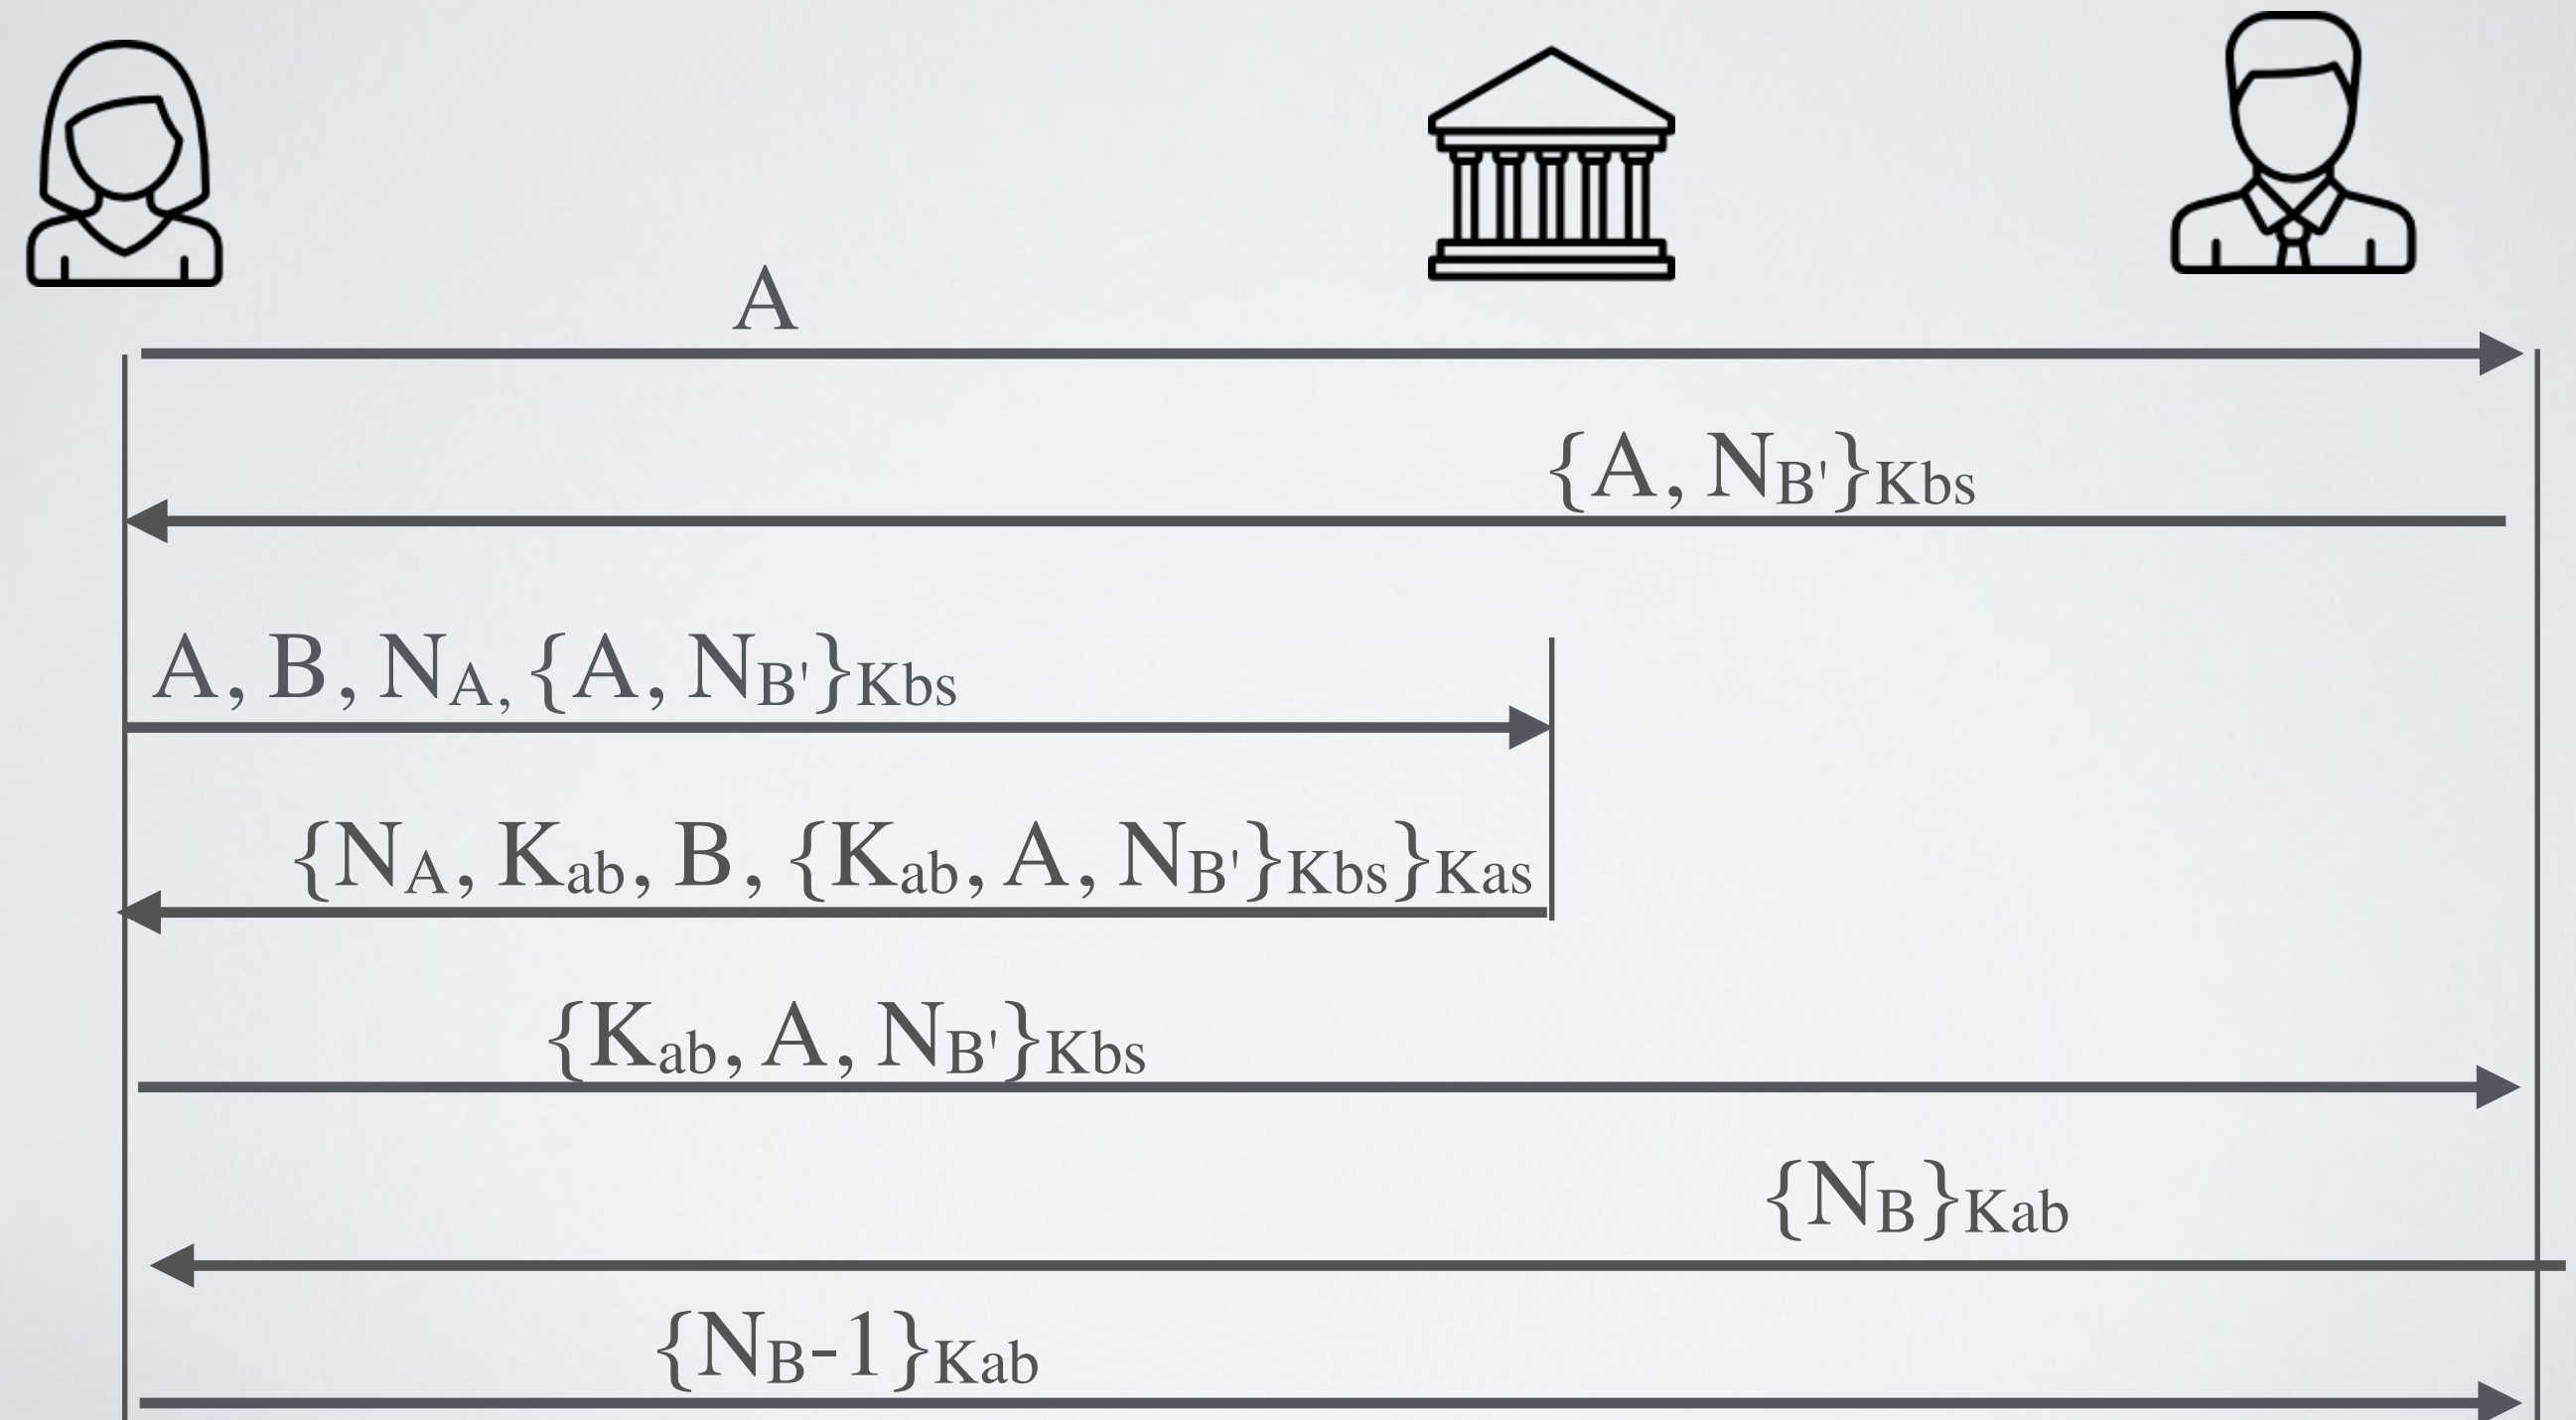 A
{A, NB'}Kbs
A, B, NA, {A, NB'}Kbs
{NA, Kab, B, {Kab, A, NB'}Kbs}Kas
{Kab, A, NB'}Kbs
{NB}Kab
{NB-1}Kab